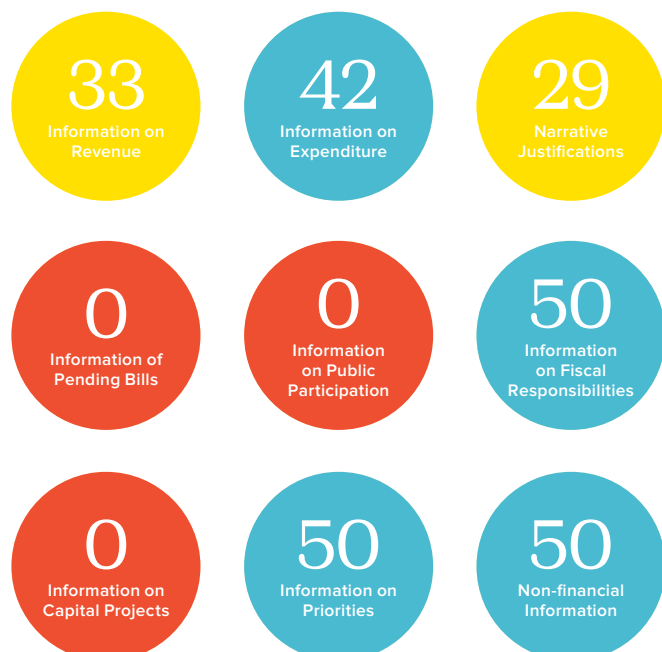 33
Information on
Revenue
42
Information on
Expenditure
29
Narrative
Justifications
0
Information of
Pending Bills
0
Information
on Public
Participation
50
Information
on Fiscal
Responsibilities
0
Information on
Capital Projects
50
Information on
Priorities
50
Non-financial
Information